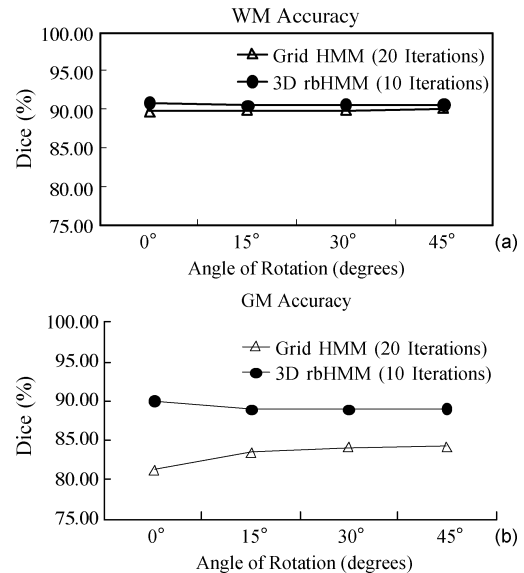 WM Accuracy
100.00
95.00
90.00
85.00
80.00
75.00
Dice (%)
Grid HMM (20 Iterations)
3D rbHMM (10 Iterations)
0° 15° 30° 45°
(a)
Angle of Rotation (degrees)
GM Accuracy
100.00
95.00
90.00
85.00
80.00
75.00
Dice (%)
Grid HMM (20 Iterations)
3D rbHMM (10 Iterations)
0° 15° 30° 45°
(b)
Angle of Rotation (degrees)